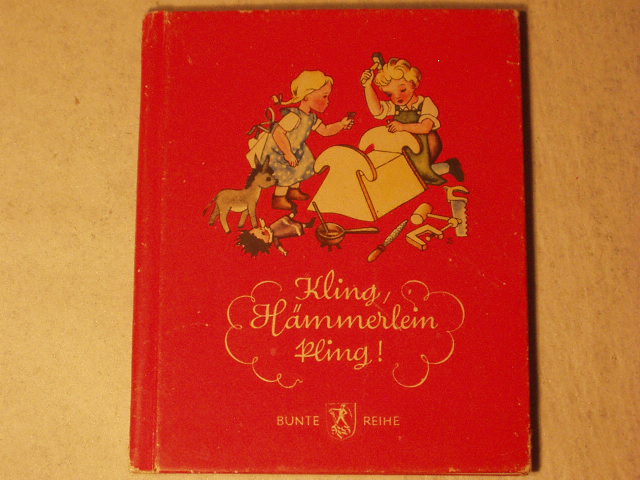 Kling,
Hämmerlein
kling!
BUNTE REIHE